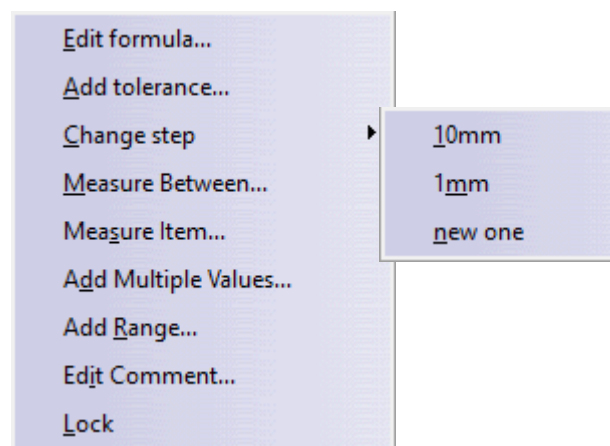 Edit formula...
Add tolerance...
Change step
10mm
Measure Between...
1mm
Measure Item...
new one
Add Multiple Values...
Add Range...
Edit Comment...
Lock